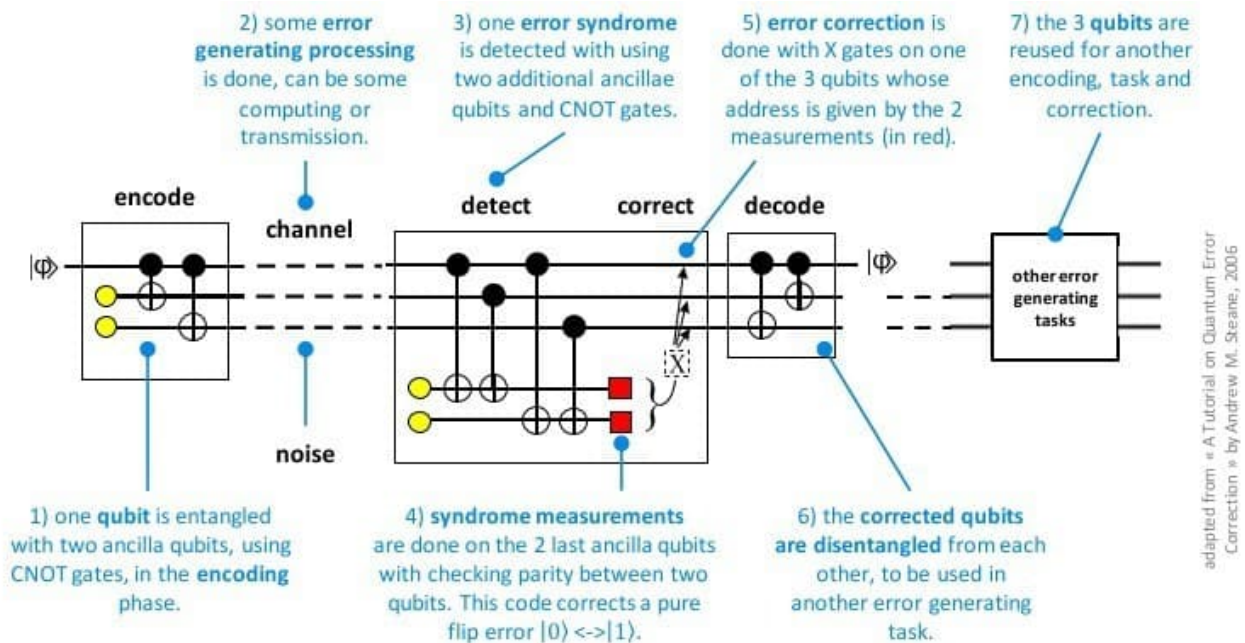 2) some error
generating processing
is done, can be some
computing or
transmission.
3) one error syndrome
is detected with using
two additional ancillae
qubits and CNOT gates.
5) error correction is
done with X gates on one
of the 3 qubits whose
address is given by the 2
measurements (in red).
7) the 3 qubits are
reused for another
encoding, task and
correction.
encode
channel
detect
correct
decode
|φ>
|φ>
X
other error
generating
tasks
noise
1) one qubit is entangled
with two ancilla qubits, using
CNOT gates, in the encoding
phase.
4) syndrome measurements
are done on the 2 last ancilla qubits
with checking parity between two
qubits. This code corrects a pure
flip error |0⟩ <->|1⟩.
6) the corrected qubits
are disentangled from each
other, to be used in
another error generating
task.
adapted from « A Tutorial on Quantum Error
Correction » by Andrew M. Steane, 2006